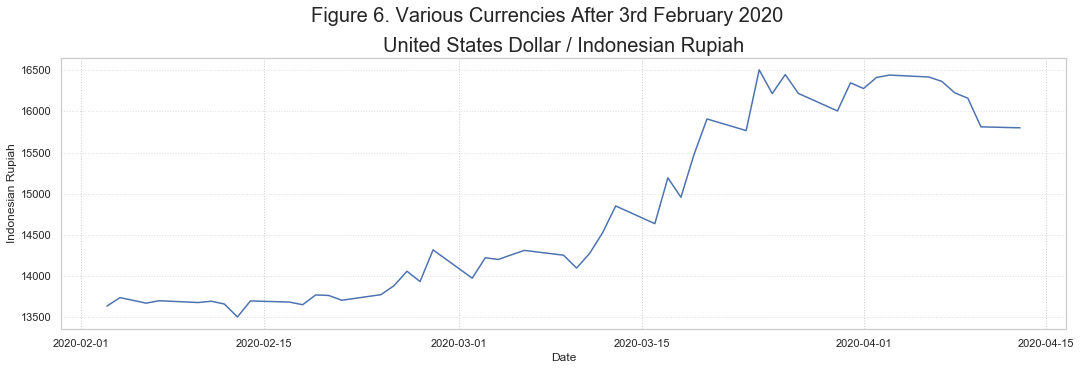 Figure 6. Various Currencies After 3rd February 2020
United States Dollar / Indonesian Rupiah
16500
16000
15500
15000
14500
14000
13500
Indonesian Rupiah
2020-02-01 2020-02-15 2020-03-01 2020-03-15 2020-04-01 2020-04-15
Date